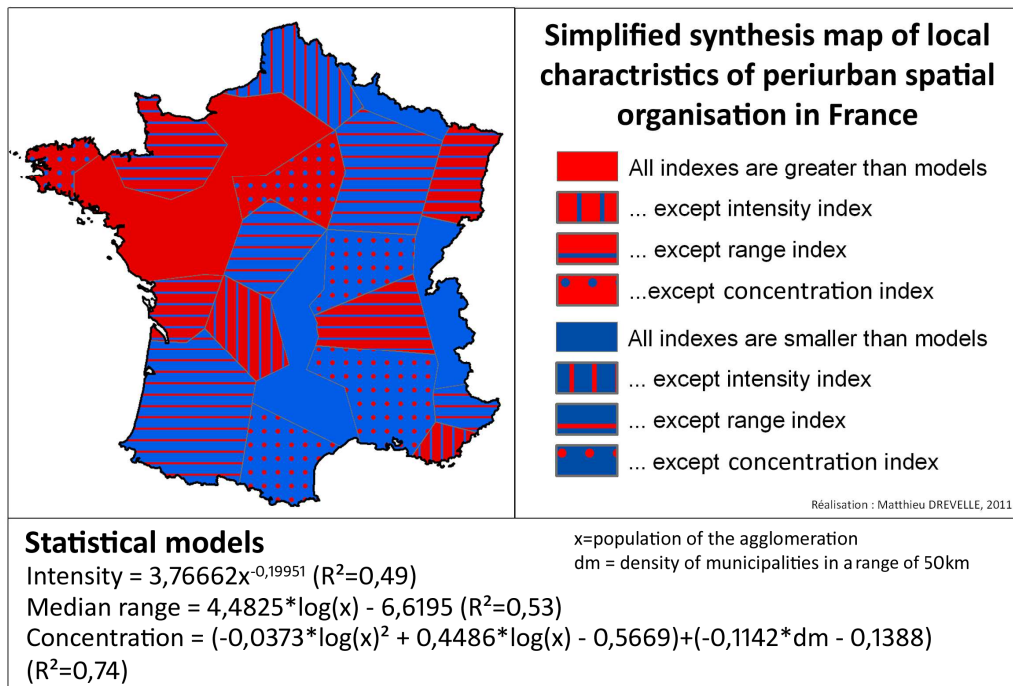 Simplified synthesis map of local
charctristics of periurban spatial
organisation in France
All indexes are greater than models
... except intensity index
... except range index
...except concentration index
All indexes are smaller than models
... except intensity index
... except range index
... except concentration index
Réalisation : Matthieu DREVELLE, 2011
Statistical models
Intensity = 3,76662x^-0,19951 (R²=0,49)
Median range = 4,4825*log(x) - 6,6195 (R²=0,53)
Concentration = (-0,0373*log(x)² + 0,4486*log(x) - 0,5669)+(-0,1142*dm - 0,1388)
(R²=0,74)
x=population of the agglomeration
dm = density of municipalities in a range of 50km